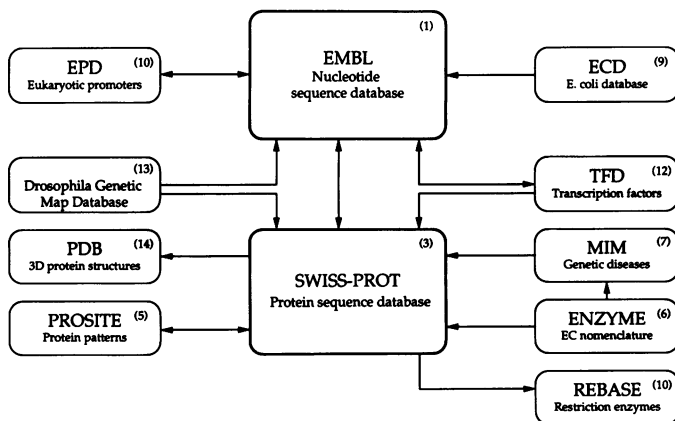 (1)
EMBL
Nucleotide
sequence database
(10)
EPD
Eukaryotic promoters
(9)
ECD
E. coli database
(13)
Drosophila Genetic
Map Database
(12)
TFD
Transcription factors
(14)
PDB
3D protein structures
(3)
SWISS-PROT
Protein sequence database
(7)
MIM
Genetic diseases
(5)
PROSITE
Protein patterns
(6)
ENZYME
EC nomenclature
(10)
REBASE
Restriction enzymes